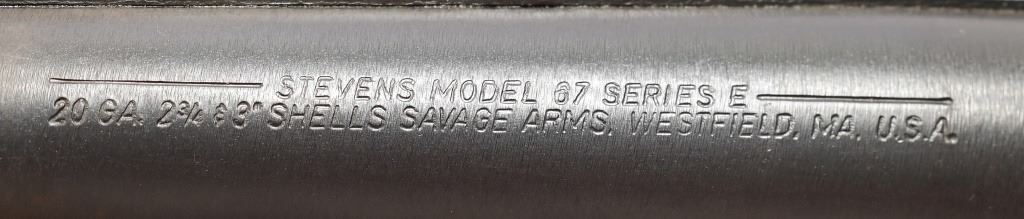 STEVENS MODEL 67 SERIES E
20 GA. 2¾ & 3" SHELLS SAVAGE ARMS, WESTFIELD, MA, U.S.A.